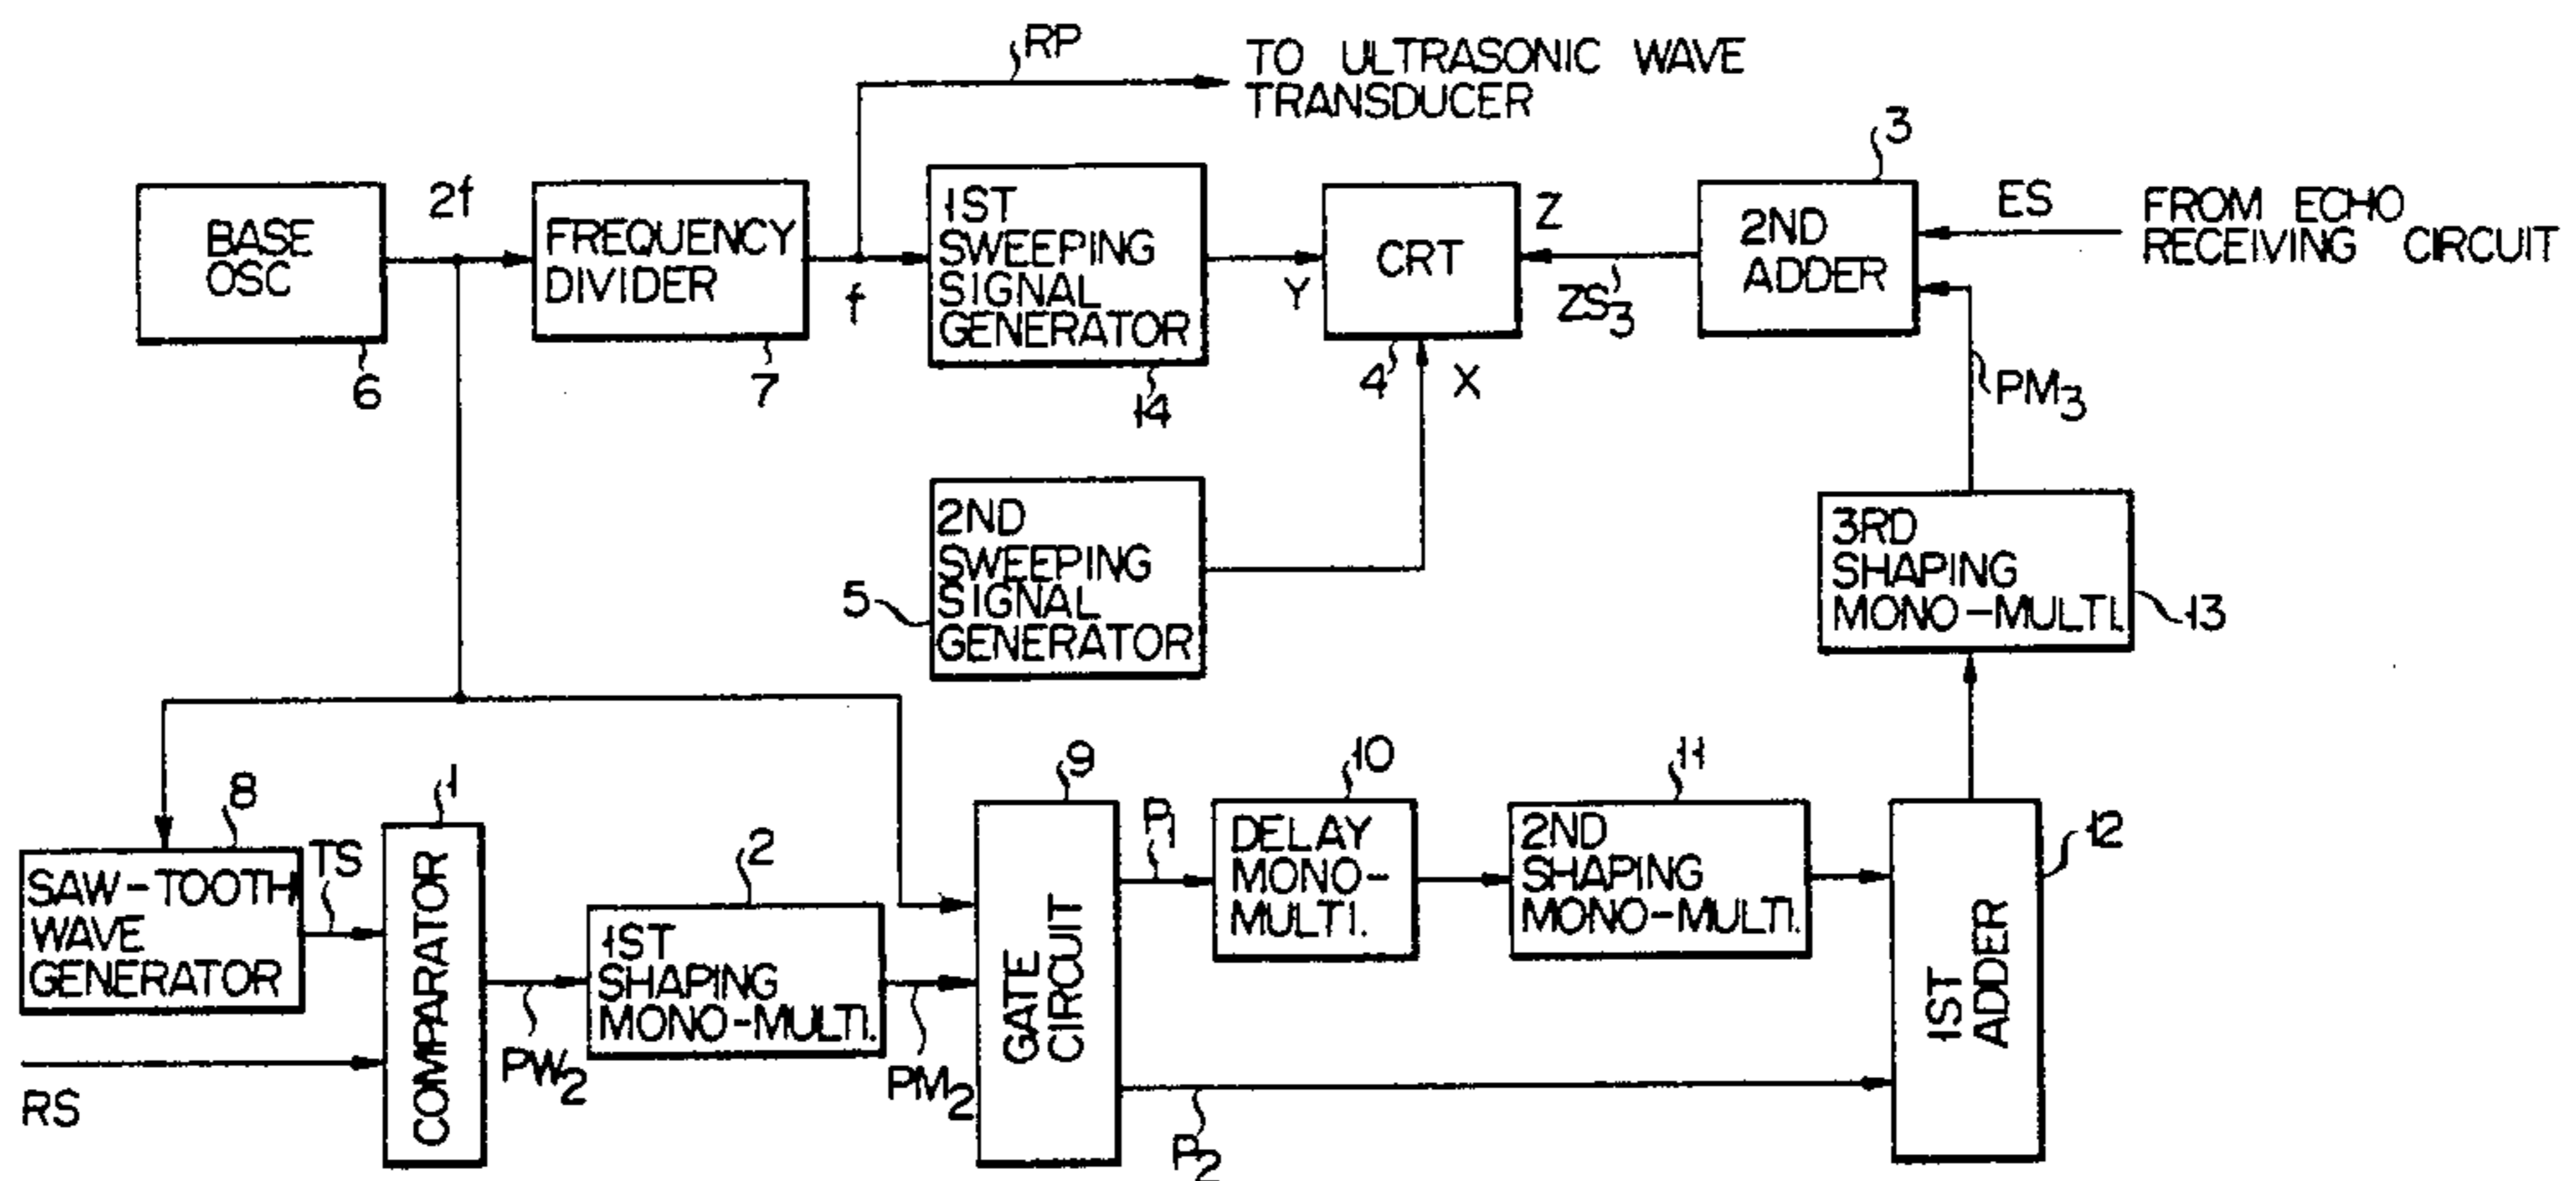 RP
TO ULTRASONIC WAVE
TRANSDUCER
3
2f
BASE
OSC
6
FREQUENCY
DIVIDER
7
f
1ST
SWEEPING
SIGNAL
GENERATOR
14
Y
CRT
4
X
Z
ZS3
2ND
ADDER
ES
FROM ECHO
RECEIVING CIRCUIT
PM3
2ND
SWEEPING
SIGNAL
GENERATOR
5
3RD
SHAPING
MONO-MULTI.
13
8
SAW-TOOTH
WAVE
GENERATOR
TS
RS
1
COMPARATOR
PW2
2
1ST
SHAPING
MONO-MULTI.
PM2
9
GATE
CIRCUIT
P1
P2
10
DELAY
MONO-
MULTI.
11
2ND
SHAPING
MONO-MULTI.
12
1ST
ADDER